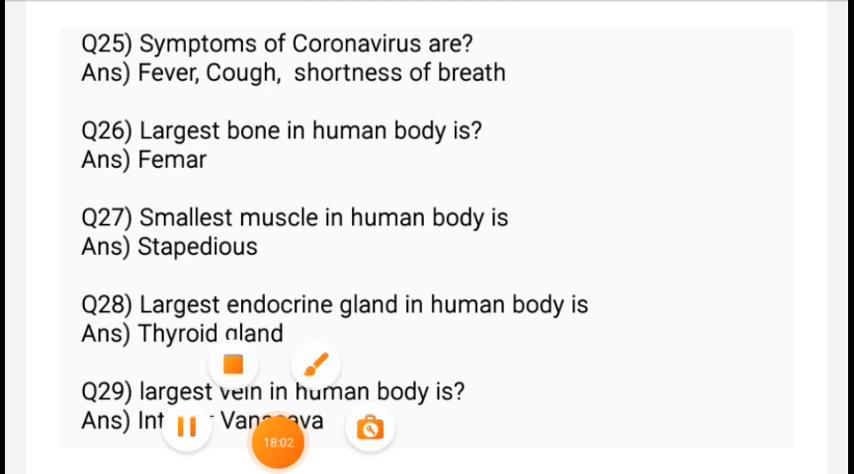 Q25) Symptoms of Coronavirus are?
Ans) Fever, Cough, shortness of breath
Q26) Largest bone in human body is?
Ans) Femar
Q27) Smallest muscle in human body is
Ans) Stapedious
Q28) Largest endocrine gland in human body is
Ans) Thyroid gland
Q29) largest vein in human body is?
Ans)
18:02